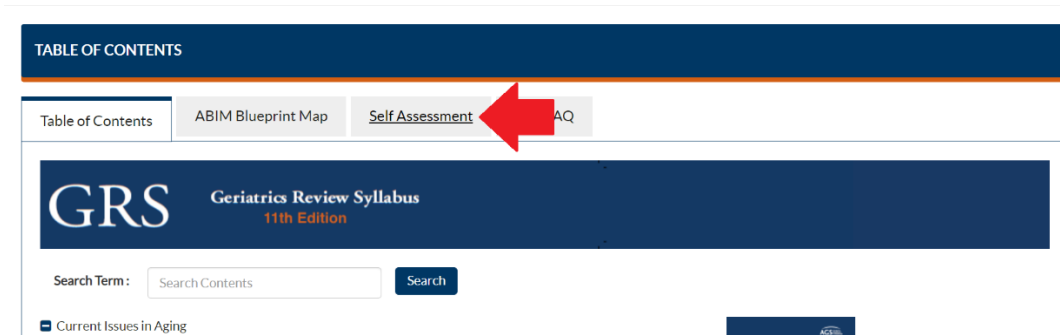 TABLE OF CONTENTS
Table of Contents
ABIM Blueprint Map
Self Assessment
AQ
GRS
Geriatrics Review Syllabus
11th Edition
Search Term :
Search Contents
Search
Current Issues in Aging
AGS